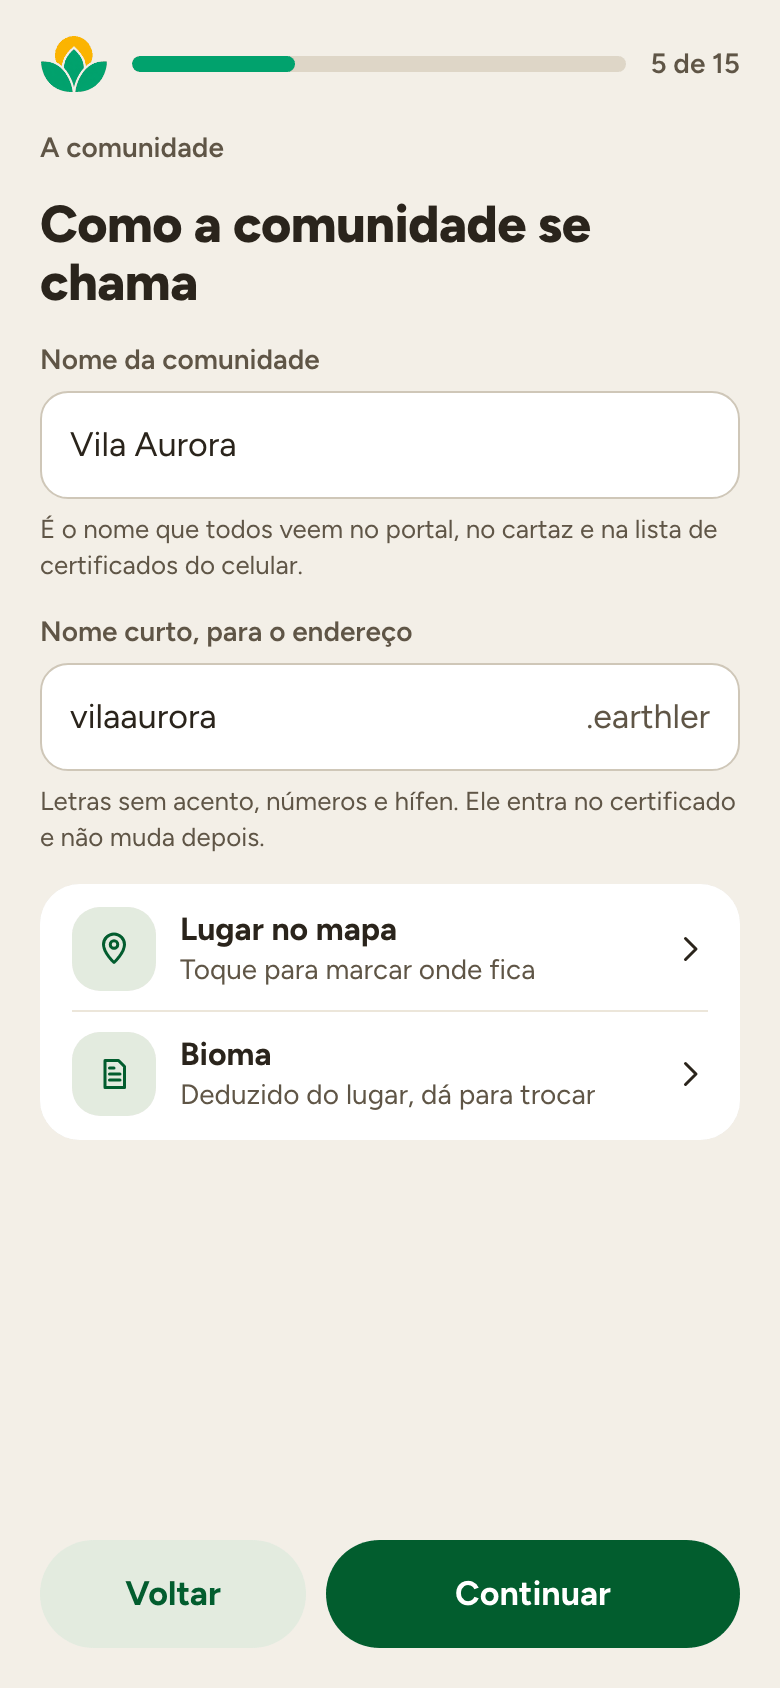 5 de 15
A comunidade
Como a comunidade se
chama
Nome da comunidade
Vila Aurora
É o nome que todos veem no portal, no cartaz e na lista de
certificados do celular.
Nome curto, para o endereço
vilaaurora .earthler
Letras sem acento, números e hífen. Ele entra no certificado
e não muda depois.
Lugar no mapa
Toque para marcar onde fica
Bioma
Deduzido do lugar, dá para trocar
Voltar Continuar